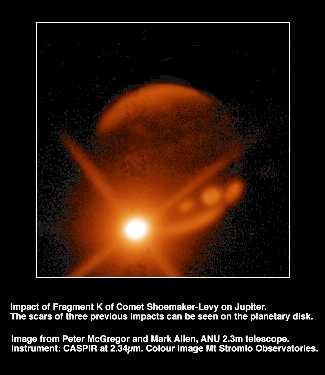 Impact of Fragment K of Comet Shoemaker-Levy on Jupiter.
The scars of three previous impacts can be seen on the planetary disk.
Image from Peter McGregor and Mark Allen, ANU 2.3m telescope.
Instrument: CASPIR at 2.34µm. Colour Image Mt Stromlo Observatories.